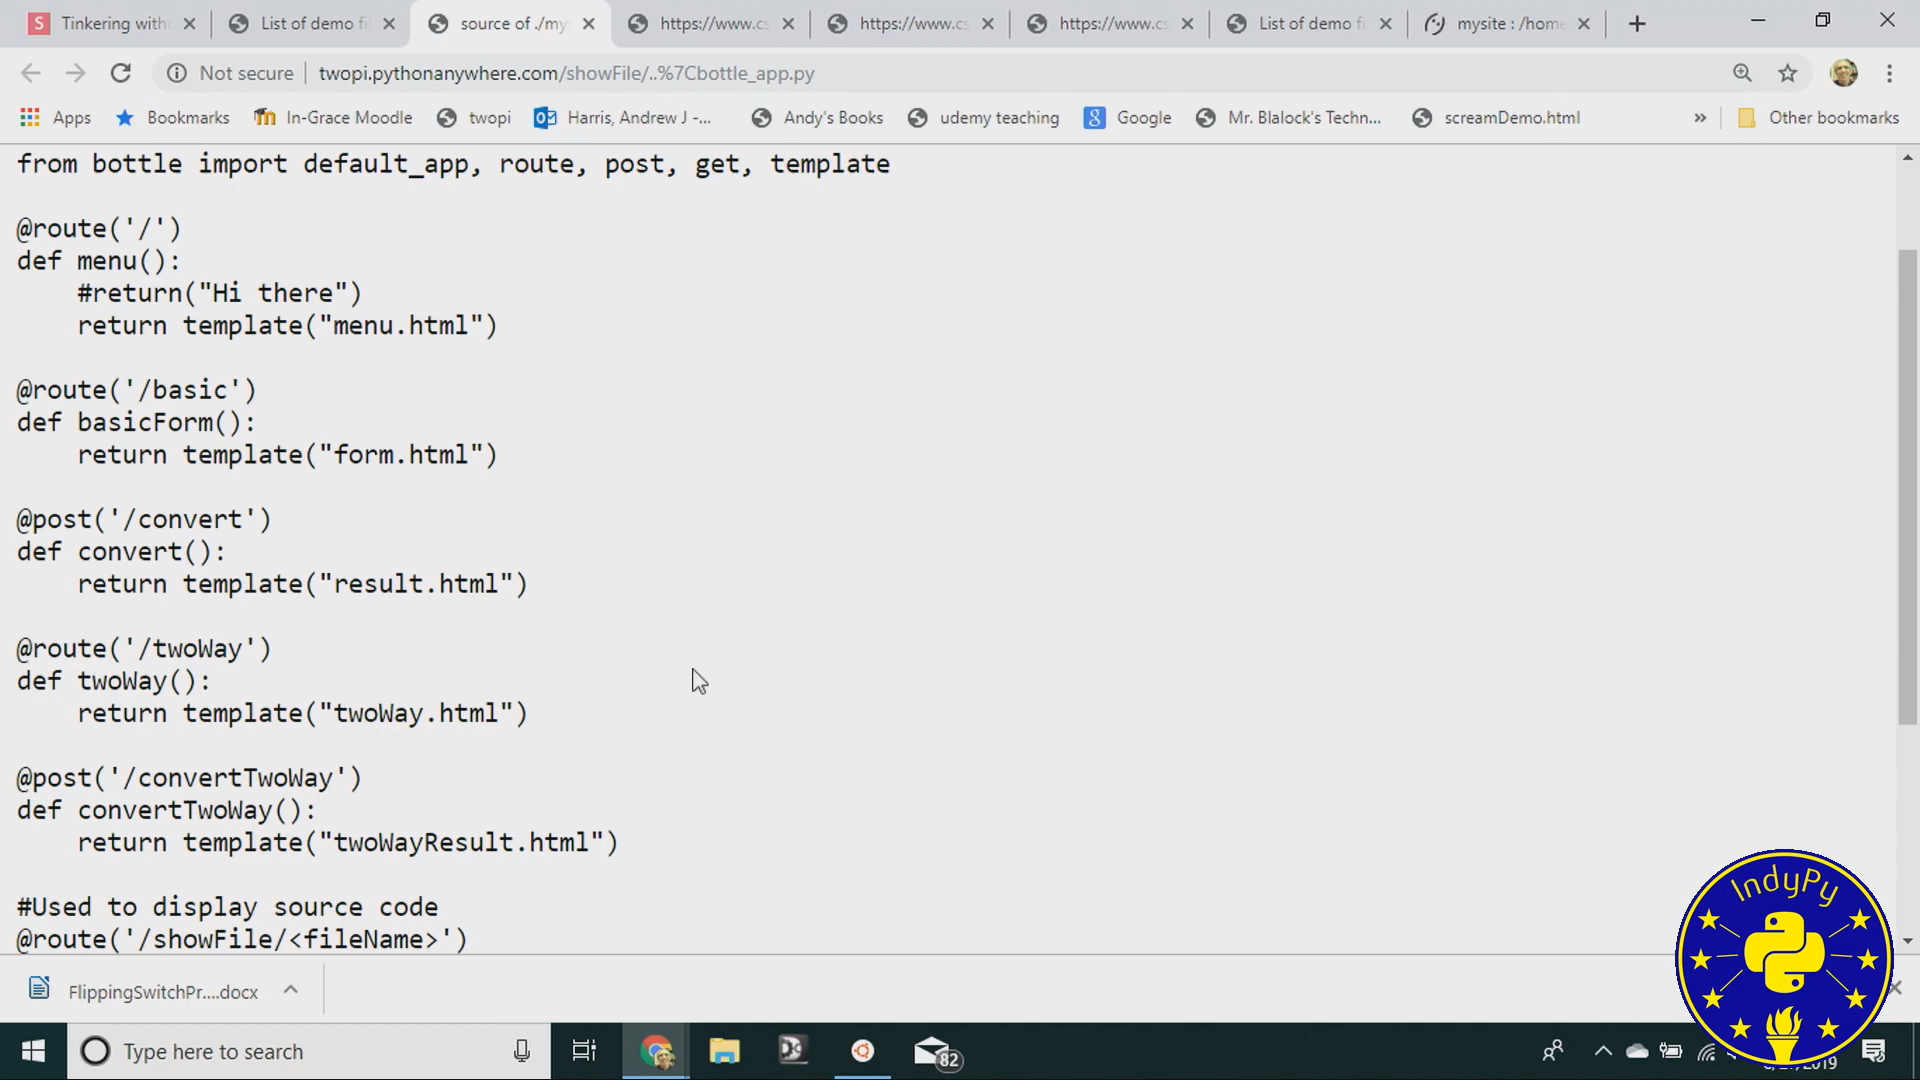 Tinkering with
List of demo fi
source of ./my
https://www.cs
https://www.cs
https://www.cs
List of demo fi
mysite : /home
Not secure
twopi.pythonanywhere.com/showFile/..%7Cbottle_app.py
Apps
Bookmarks
In-Grace Moodle
twopi
Harris, Andrew J -...
Andy's Books
udemy teaching
Google
Mr. Blalock's Techn...
screamDemo.html
»
Other bookmarks
from bottle import default_app, route, post, get, template
@route('/')
def menu():
    #return("Hi there")
    return template("menu.html")
@route('/basic')
def basicForm():
    return template("form.html")
@post('/convert')
def convert():
    return template("result.html")
@route('/twoWay')
def twoWay():
    return template("twoWay.html")
@post('/convertTwoWay')
def convertTwoWay():
    return template("twoWayResult.html")
#Used to display source code
@route('/showFile/<fileName>')
IndyPy
FlippingSwitchPr....docx
Type here to search
82